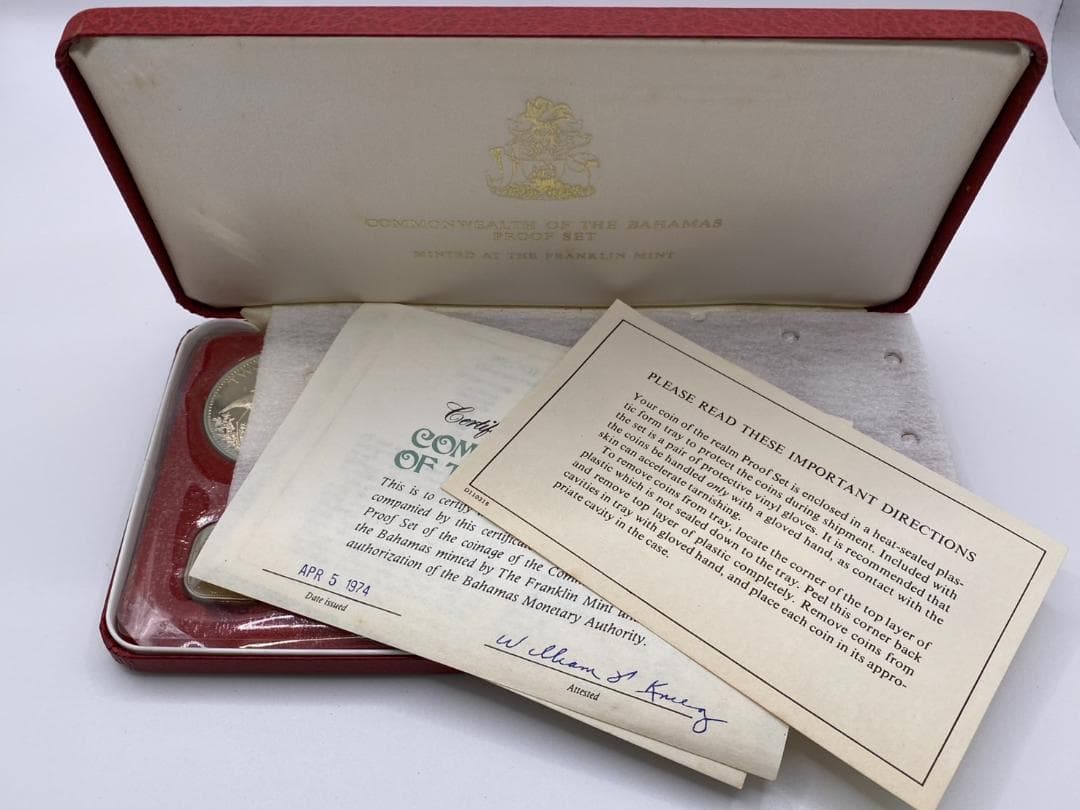 COMMONWEALTH OF THE BAHAMAS
PROOF SET
MINTED AT THE FRANKLIN MINT
Certif
COM
OF T
This is to certify
companied by this certificate
Proof Set of the coinage of the Com
the Bahamas minted by The Franklin Mint und
authorization of the Bahamas Monetary Authority.
APR 5 1974
Date issued
Attested
PLEASE READ THESE IMPORTANT DIRECTIONS
Your coin of the realm Proof Set is enclosed in a heat-sealed plas-
tic form tray to protect the coins during shipment. Included with
the set is a pair of protective vinyl gloves. It is recommended that
the coins be handled only with a gloved hand, as contact with the
skin can accelerate tarnishing.
To remove coins from tray, locate the corner of the top layer of
plastic which is not sealed down to the tray. Peel this corner back
and remove top layer of plastic completely. Remove coins from
cavities in tray with gloved hand, and place each coin in its appro-
priate cavity in the case.